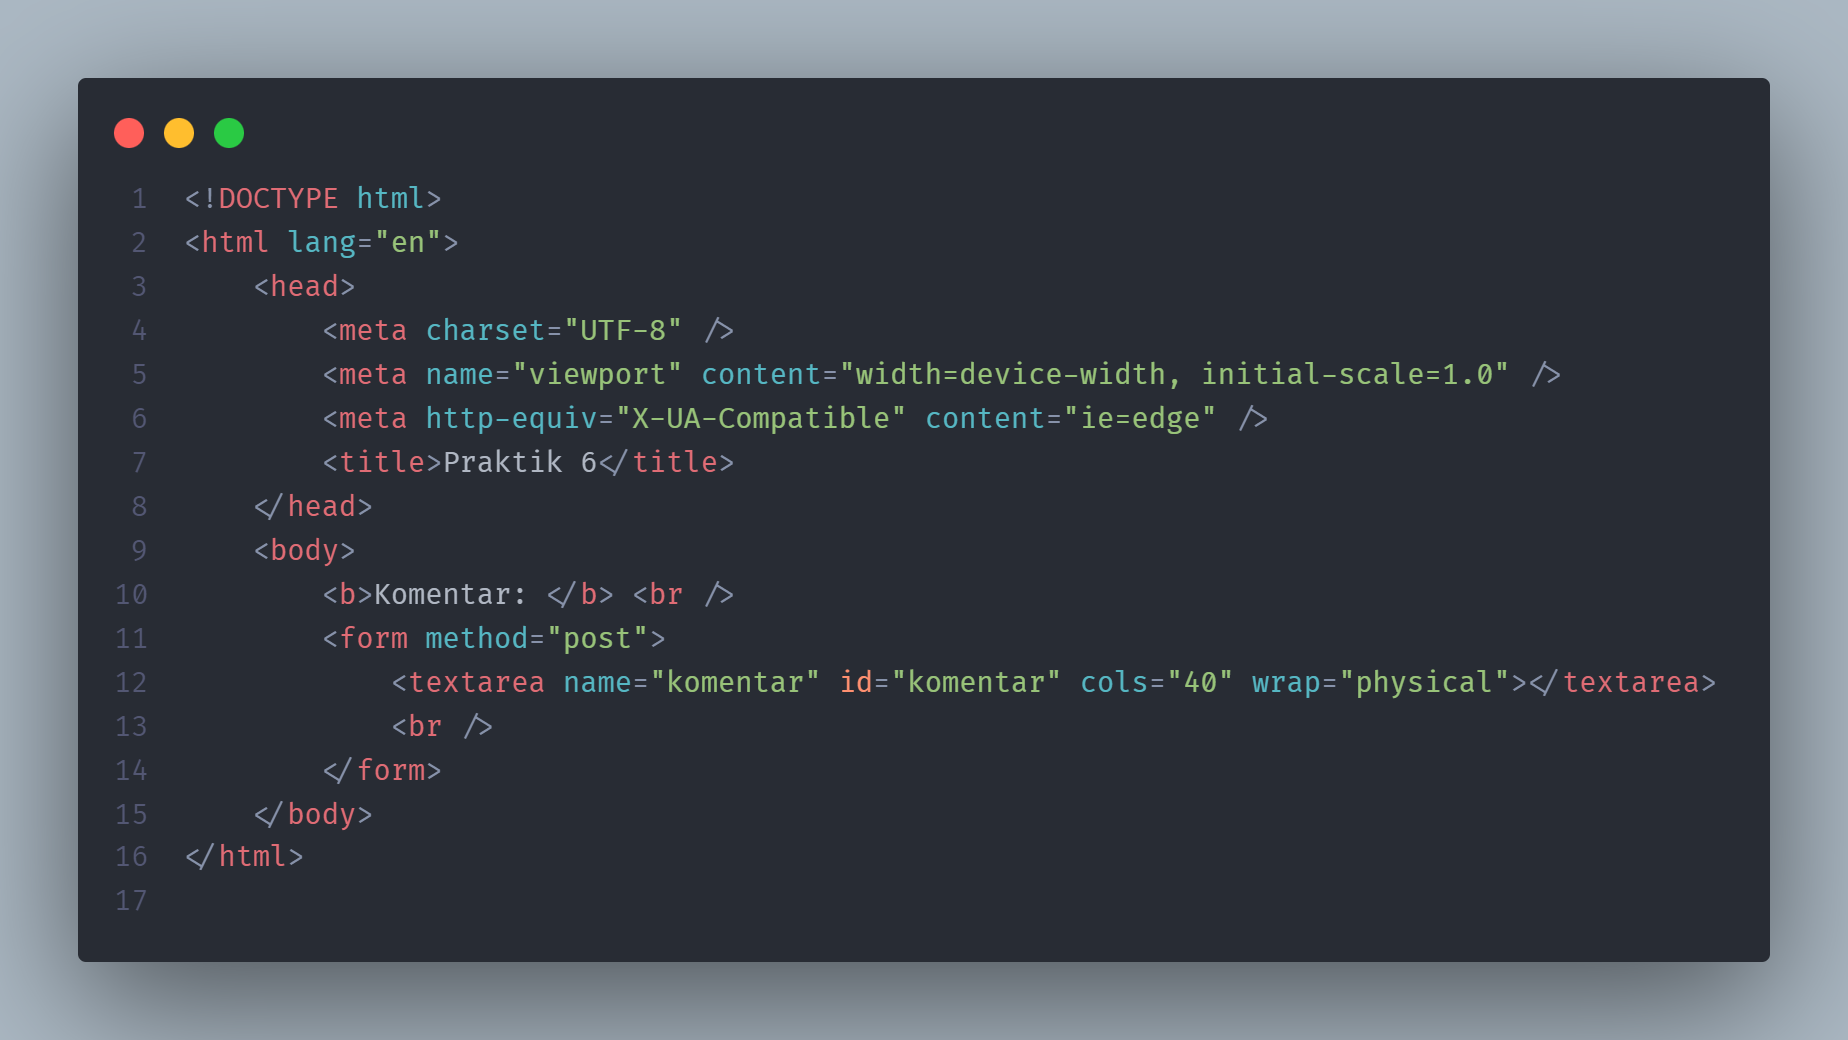 1 <!DOCTYPE html>
2 <html lang="en">
3     <head>
4         <meta charset="UTF-8" />
5         <meta name="viewport" content="width=device-width, initial-scale=1.0" />
6         <meta http-equiv="X-UA-Compatible" content="ie=edge" />
7         <title>Praktik 6</title>
8     </head>
9     <body>
10         <b>Komentar: </b> <br />
11         <form method="post">
12             <textarea name="komentar" id="komentar" cols="40" wrap="physical"></textarea>
13             <br />
14         </form>
15     </body>
16 </html>
17